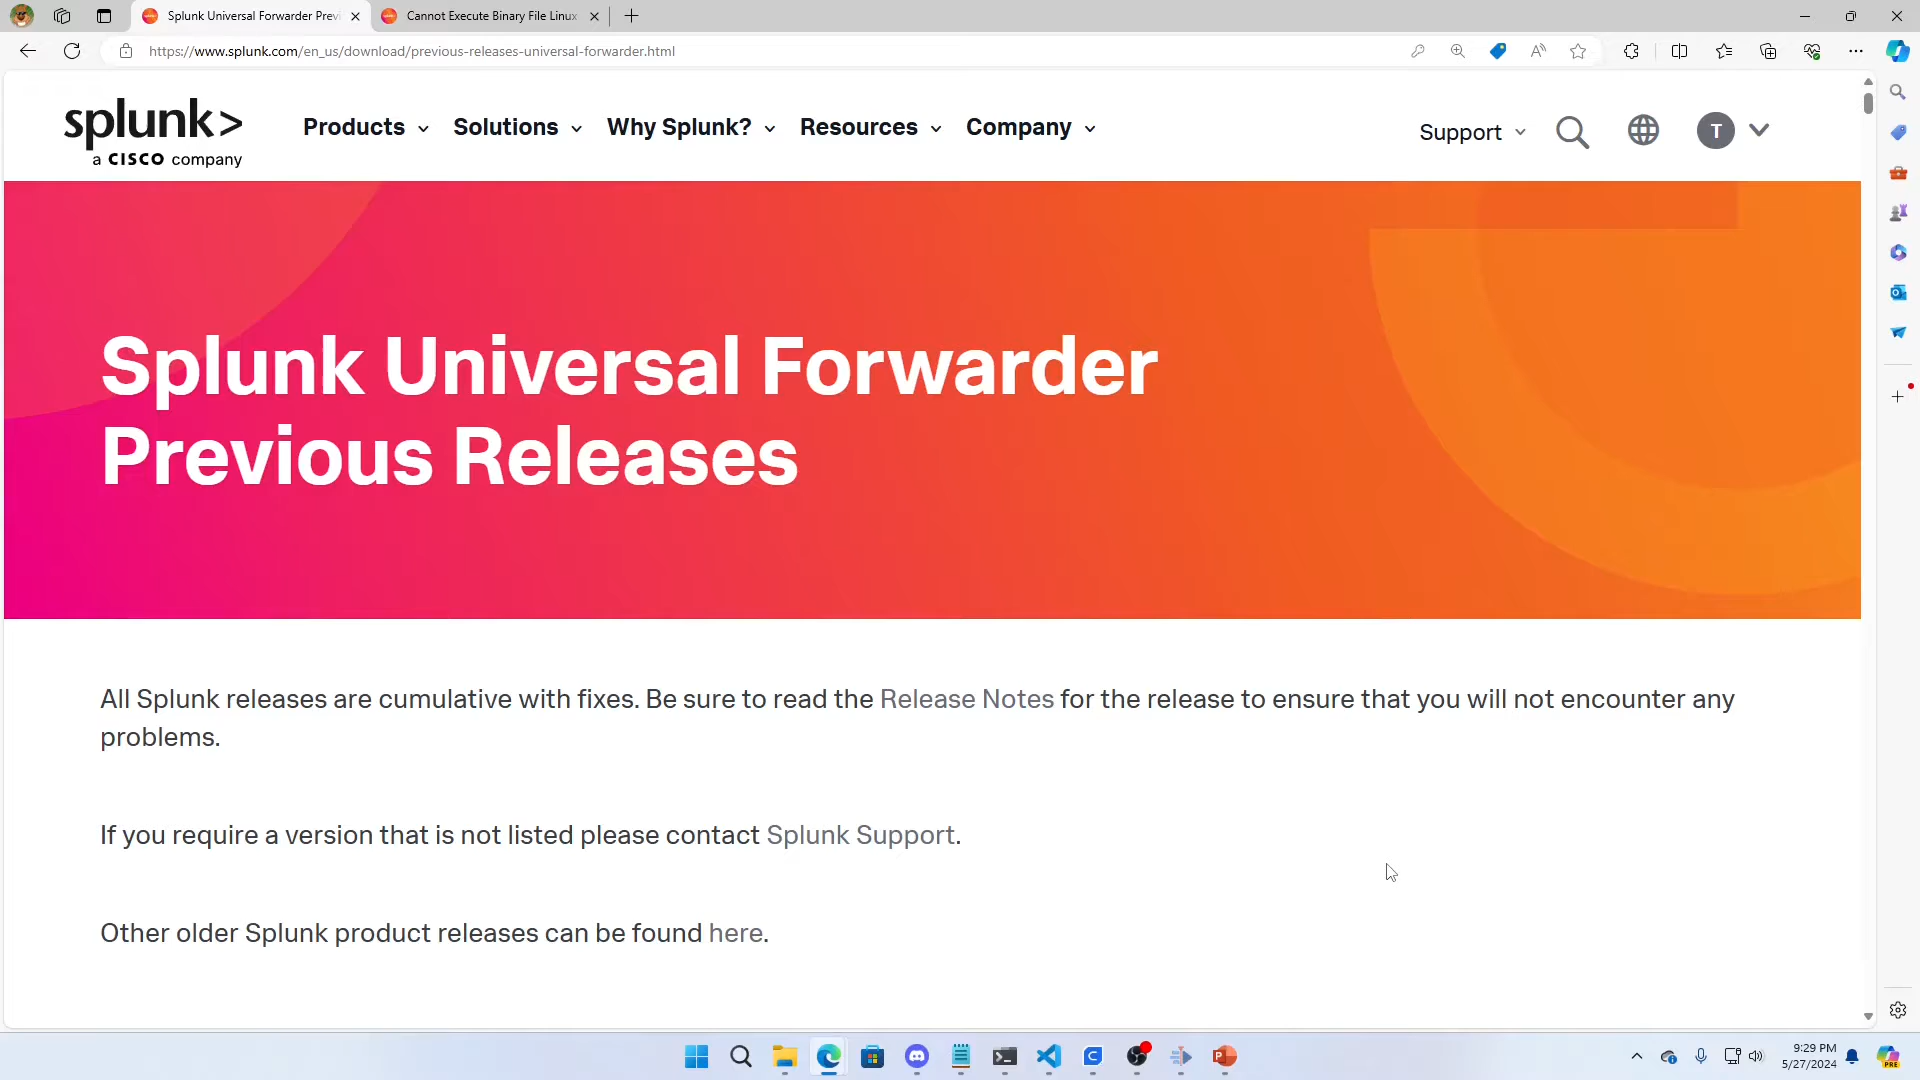 Splunk Universal Forwarder Previ
Cannot Execute Binary File Linux
https://www.splunk.com/en_us/download/previous-releases-universal-forwarder.html
splunk>
a CISCO company
Products
Solutions
Why Splunk?
Resources
Company
Support
T
Splunk Universal Forwarder
Previous Releases
All Splunk releases are cumulative with fixes. Be sure to read the Release Notes for the release to ensure that you will not encounter any
problems.
If you require a version that is not listed please contact Splunk Support.
Other older Splunk product releases can be found here.
9:29 PM
5/27/2024
PRE